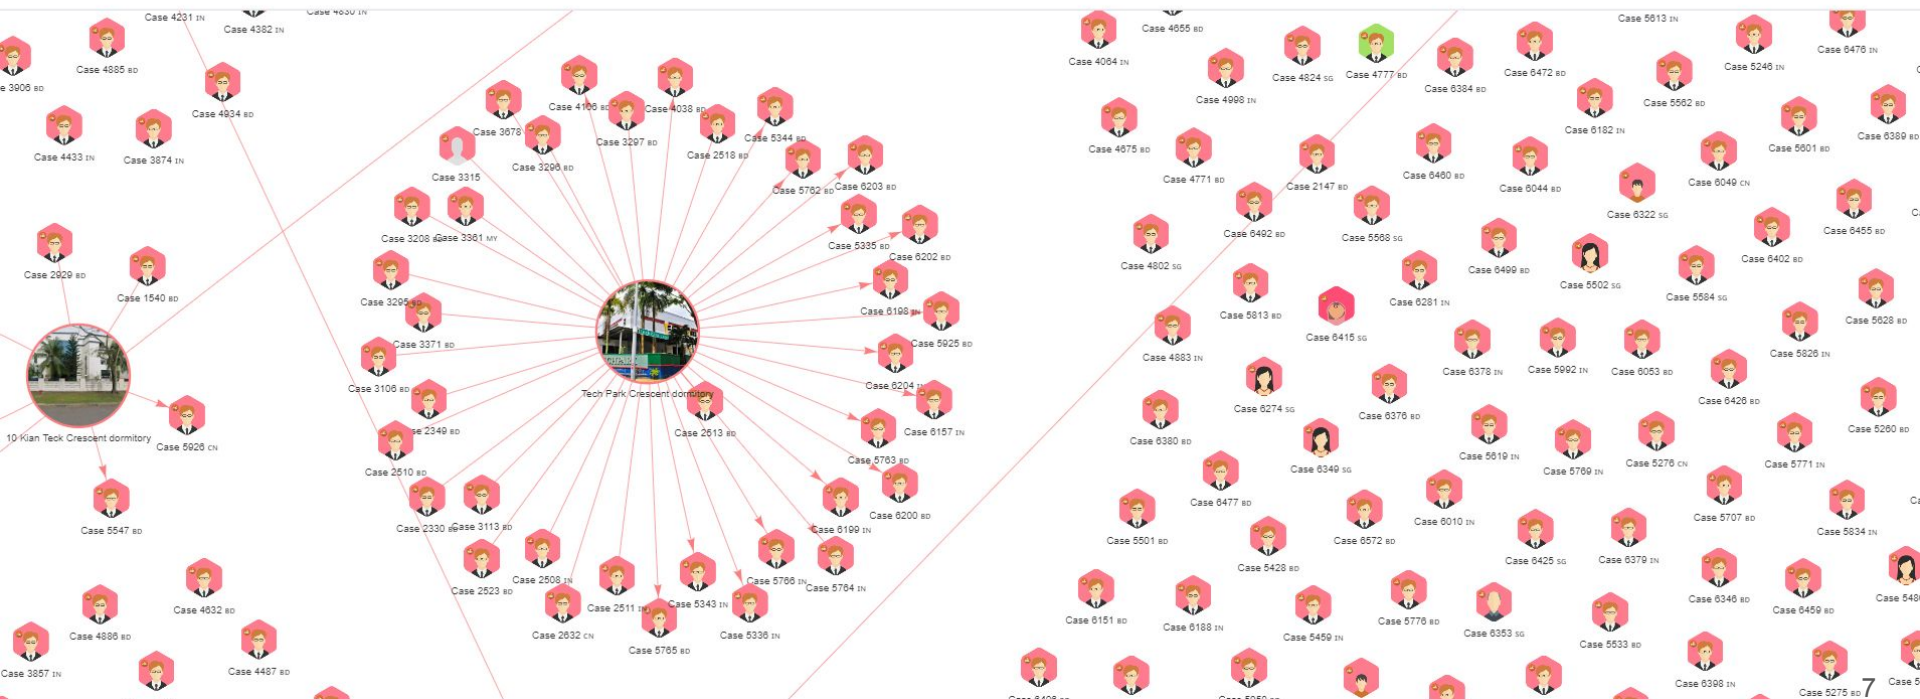 Case 4231 IN
Case 4382 IN
Case 4830 IN
Case 4885 BD
e 3906 BD
Case 4934 BD
Case 4433 IN
Case 3874 IN
Case 2929 BD
Case 1540 BD
10 Kian Teck Crescent dormitory
Case 5926 CN
Case 5547 BD
Case 4632 BD
Case 4886 BD
Case 3857 IN
Case 4487 BD
Case 3678
Case 4166 BD
Case 3297 BD
Case 4038 BD
Case 2518 BD
Case 5344 BD
Case 3296 BD
Case 3315
Case 5762 BD
Case 6203 BD
Case 3208 BD
Case 3361 MY
Case 5335 BD
Case 6202 BD
Case 3295
Case 6198 IN
Case 5925 BD
Case 3371 BD
Case 3106 BD
Case 6204 IN
Tech Park Crescent dormitory
Case 2513 BD
Case 6157 IN
se 2349 BD
Case 5763 BD
Case 2510 BD
Case 6200 BD
Case 2330 BD
Case 3113 BD
Case 6199 IN
Case 2523 BD
Case 2508 IN
Case 2511 IN
Case 5343 IN
Case 5766 IN
Case 5764 IN
Case 2632 CN
Case 5765 BD
Case 5336 IN
Case 4655 BD
Case 4064 IN
Case 4824 SG
Case 4777 BD
Case 4998 IN
Case 6384 BD
Case 6472 BD
Case 5613 IN
Case 5246 IN
Case 6476 IN
Case 5562 BD
Case 6182 IN
Case 5601 BD
Case 6389 BD
Case 4675 BD
Case 4771 BD
Case 2147 BD
Case 6460 BD
Case 6044 BD
Case 6049 CN
Case 6322 SG
Case 6492 BD
Case 5568 SG
Case 6455 BD
Case 4802 SG
Case 6499 BD
Case 6402 BD
Case 5502 SG
Case 5584 SG
Case 6281 IN
Case 5813 BD
Case 6415 SG
Case 5628 BD
Case 4883 IN
Case 6378 IN
Case 5992 IN
Case 6053 BD
Case 5826 IN
Case 6274 SG
Case 6376 BD
Case 6426 BD
Case 5260 BD
Case 6380 BD
Case 6349 SG
Case 5619 IN
Case 5769 IN
Case 5276 CN
Case 5771 IN
Case 6477 BD
Case 6010 IN
Case 5707 BD
Case 5834 IN
Case 5501 BD
Case 6572 BD
Case 5428 BD
Case 6425 SG
Case 6379 IN
Case 6346 BD
Case 6459 BD
Case 548
Case 6151 BD
Case 6188 IN
Case 5459 IN
Case 5776 BD
Case 6353 SG
Case 5533 BD
Case 6398 IN
Case 5275 BD
Case 5
7